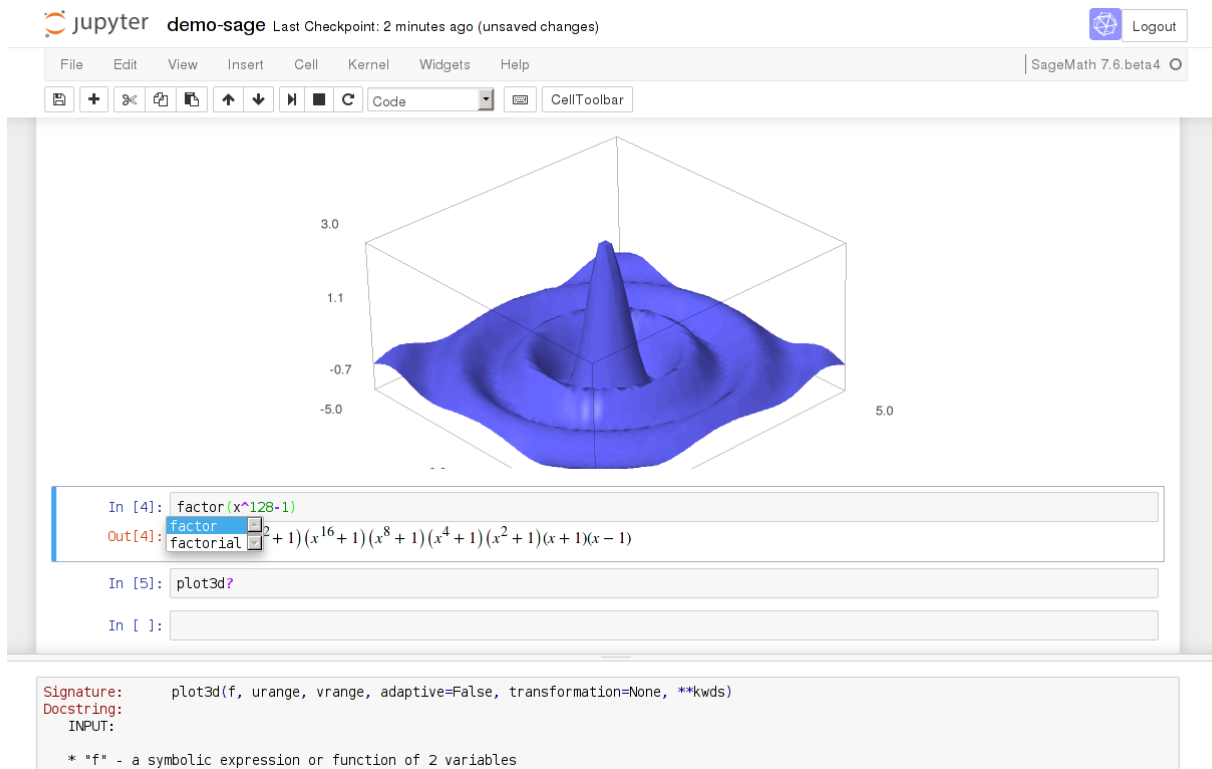 jupyter demo-sage Last Checkpoint: 2 minutes ago (unsaved changes) Logout
File Edit View Insert Cell Kernel Widgets Help SageMath 7.6.beta4
Code CellToolbar
3.0
1.1
-0.7
-5.0
5.0
In [4]: factor(x^128-1)
factor
factorial
Out[4]: ²+ 1)(x¹⁶+ 1)(x⁸ + 1)(x⁴ + 1)(x² + 1)(x + 1)(x − 1)
In [5]: plot3d?
In [ ]:
Signature: plot3d(f, urange, vrange, adaptive=False, transformation=None, **kwds)
Docstring:
INPUT:
* "f" - a symbolic expression or function of 2 variables